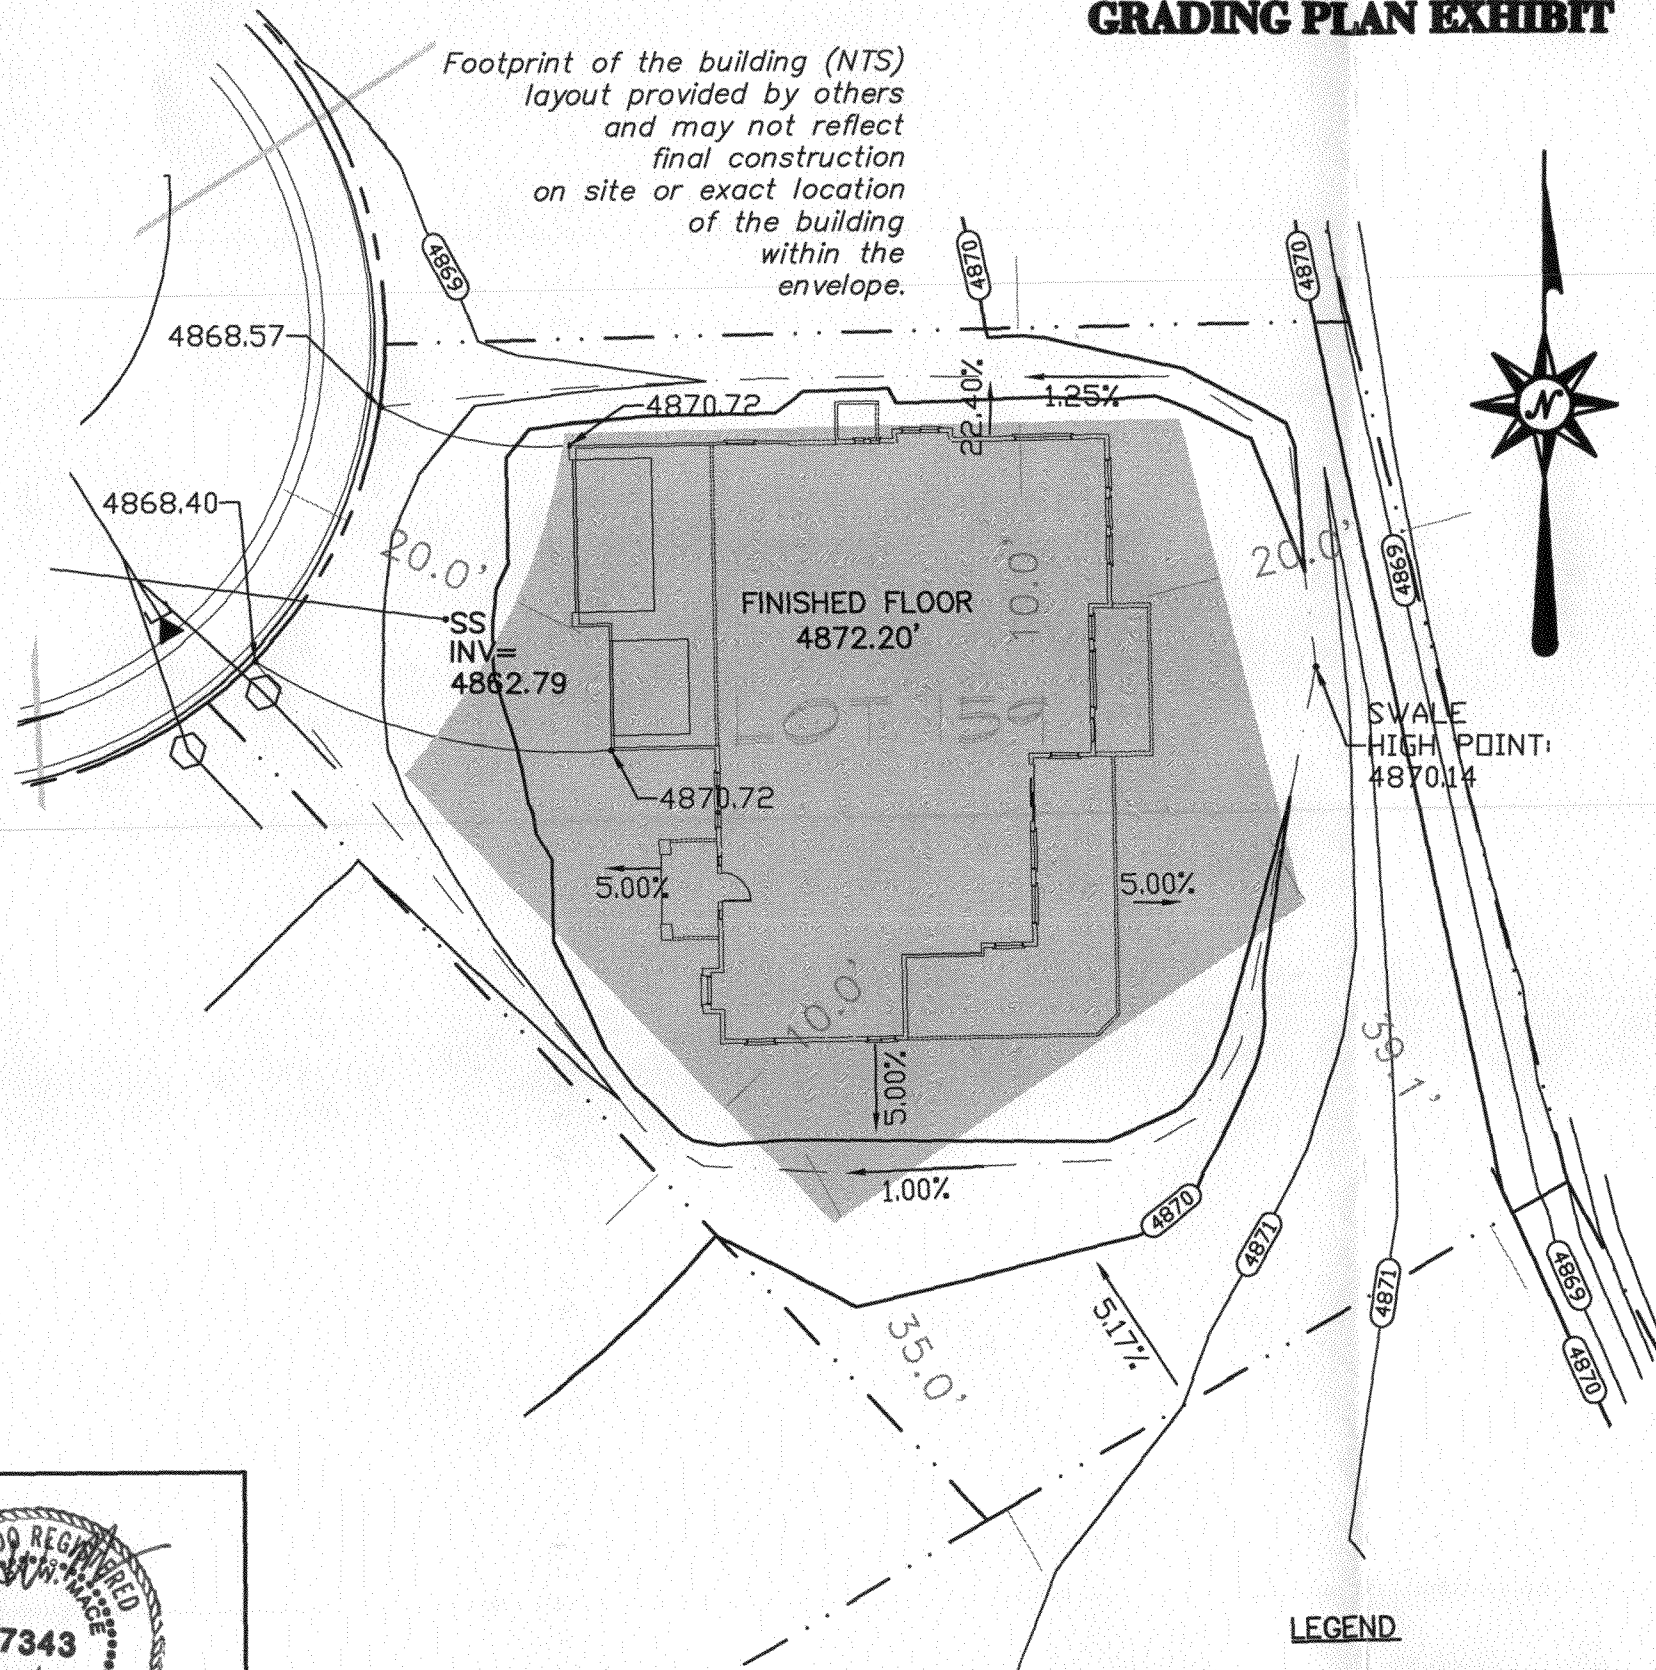 GRADING PLAN EXHIBIT
Footprint of the building (NTS)
layout provided by others
and may not reflect
final construction
on site or exact location
of the building
within the
envelope.
4869
4870
4870
4868.57
4870.72
22.40%
1.25%
N
4868.40
20.0'
20.0'
4869
SS
INV=
4862.79
FINISHED FLOOR
4872.20'
10.0'
SWALE
HIGH POINT:
4870.14
4870.72
5.00%
5.00%
10.0'
5.00%
59.1'
1.00%
4870
4871
4871
4869
4870
5.17%
35.0'
REGISTERED
W. MACE
7343
LEGEND